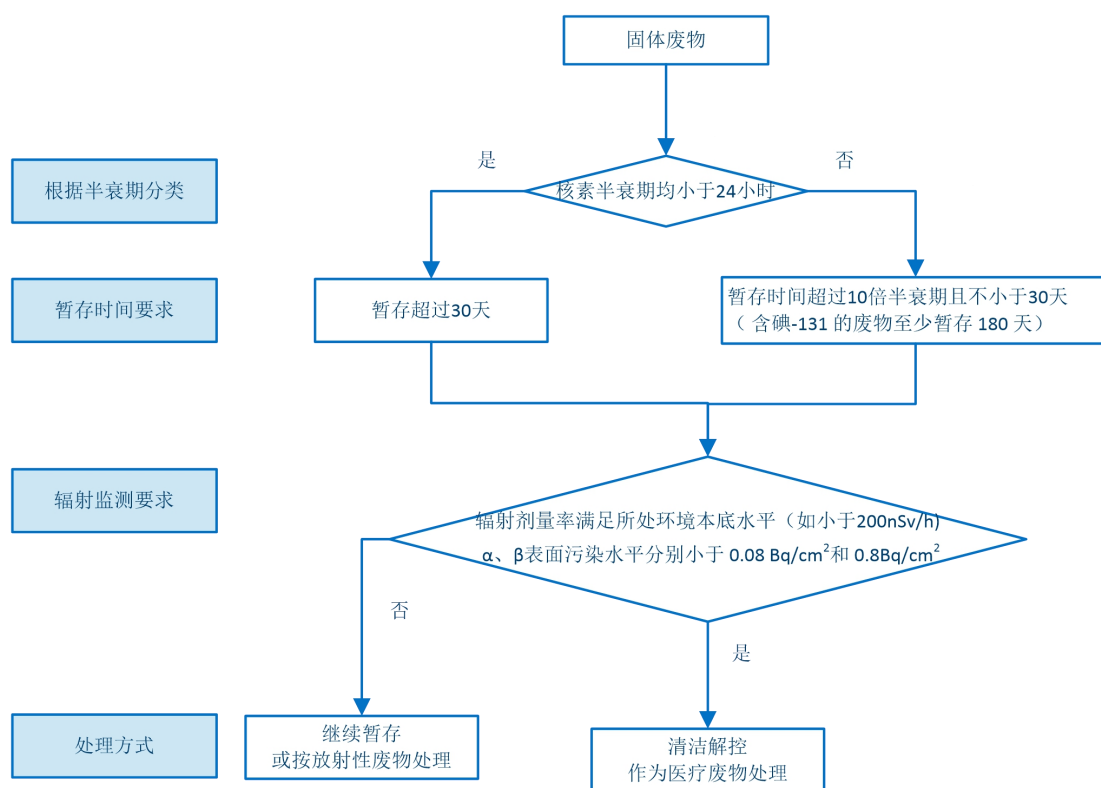 固体废物
是
否
根据半衰期分类
核素半衰期均小于24小时
暂存时间要求
暂存超过30天
暂存时间超过10倍半衰期且不小于30天
（ 含碘-131 的废物至少暂存 180 天）
辐射监测要求
辐射剂量率满足所处环境本底水平（如小于200nSv/h)
α、β表面污染水平分别小于 0.08 Bq/cm²和 0.8Bq/cm²
否
是
处理方式
继续暂存
或按放射性废物处理
清洁解控
作为医疗废物处理